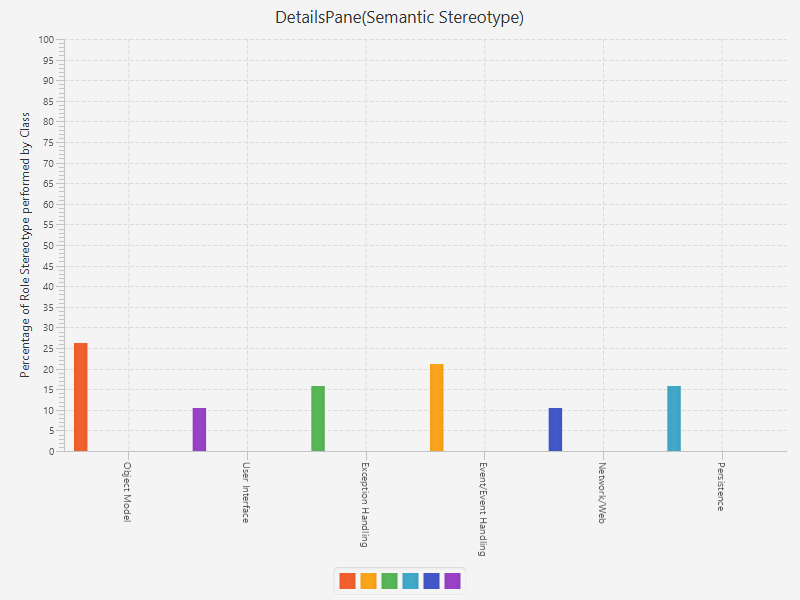 DetailsPane(Semantic Stereotype)
Percentage of Role Stereotype performed by Class
100
95
90
85
80
75
70
65
60
55
50
45
40
35
30
25
20
15
10
5
0
Object Model
User Interface
Exception Handling
Event/Event Handling
Network/Web
Persistence